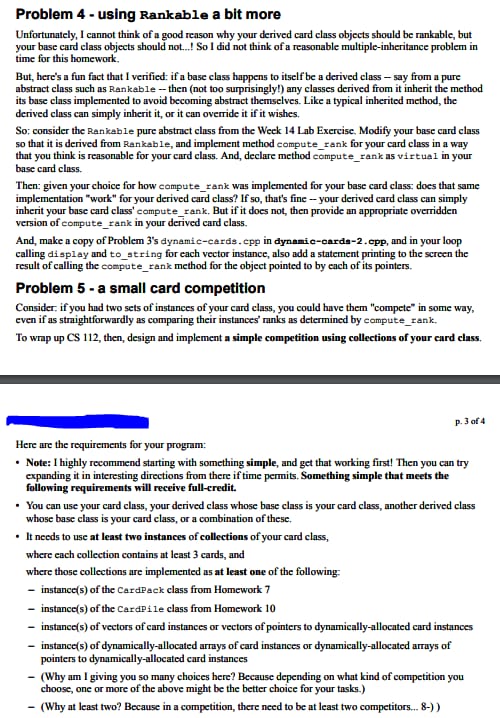 Problem 4 - using Rankable a bit more
Unfortunately, I cannot think of a good reason why your derived card class objects should be rankable, but
your base card class objects should not...! So I did not think of a reasonable multiple-inheritance problem in
time for this homework.
But, here's a fun fact that I verified: if a base class happens to itself be a derived class -- say from a pure
abstract class such as Rankable -- then (not too surprisingly!) any classes derived from it inherit the method
its base class implemented to avoid becoming abstract themselves. Like a typical inherited method, the
derived class can simply inherit it, or it can override it if it wishes.
So: consider the Rankable pure abstract class from the Week 14 Lab Exercise. Modify your base card class
so that it is derived from Rankable, and implement method compute_rank for your card class in a way
that you think is reasonable for your card class. And, declare method compute_rank as virtual in your
base card class.
Then: given your choice for how compute_rank was implemented for your base card class: does that same
implementation "work" for your derived card class? If so, that's fine -- your derived card class can simply
inherit your base card class' compute_rank. But if it does not, then provide an appropriate overridden
version of compute_rank in your derived card class.
And, make a copy of Problem 3's dynamic-cards.cpp in dynamic-cards-2.cpp, and in your loop
calling display and to_string for each vector instance, also add a statement printing to the screen the
result of calling the compute_rank method for the object pointed to by each of its pointers.
Problem 5 - a small card competition
Consider: if you had two sets of instances of your card class, you could have them "compete" in some way,
even if as straightforwardly as comparing their instances' ranks as determined by compute_rank.
To wrap up CS 112, then, design and implement a simple competition using collections of your card class.
p. 3 of 4
Here are the requirements for your program:
• Note: I highly recommend starting with something simple, and get that working first! Then you can try
expanding it in interesting directions from there if time permits. Something simple that meets the
following requirements will receive full-credit.
• You can use your card class, your derived class whose base class is your card class, another derived class
whose base class is your card class, or a combination of these.
• It needs to use at least two instances of collections of your card class,
where each collection contains at least 3 cards, and
where those collections are implemented as at least one of the following:
– instance(s) of the CardPack class from Homework 7
– instance(s) of the CardPile class from Homework 10
– instance(s) of vectors of card instances or vectors of pointers to dynamically-allocated card instances
– instance(s) of dynamically-allocated arrays of card instances or dynamically-allocated arrays of
pointers to dynamically-allocated card instances
– (Why am I giving you so many choices here? Because depending on what kind of competition you
choose, one or more of the above might be the better choice for your tasks.)
– (Why at least two? Because in a competition, there need to be at least two competitors... 8-) )